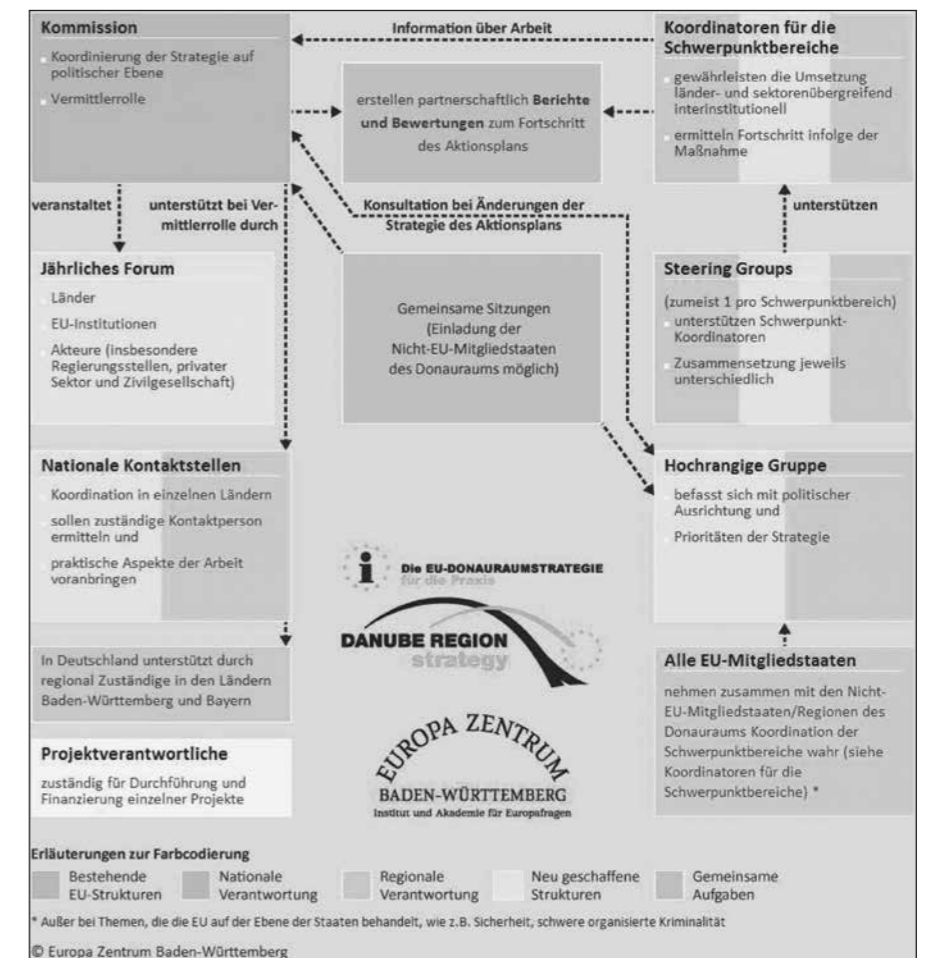 Kommission
Koordinierung der Strategie auf
politischer Ebene
Vermittlerrolle
Information über Arbeit
Koordinatoren für die
Schwerpunktbereiche
gewährleisten die Umsetzung
länder- und sektorenübergreifend
interinstitutionell
ermitteln Fortschritt infolge der
Maßnahme
erstellen partnerschaftlich Berichte
und Bewertungen zum Fortschritt
des Aktionsplans
veranstaltet
unterstützt bei Ver-
mittlerrolle durch
Konsultation bei Änderungen der
Strategie des Aktionsplans
unterstützen
Jährliches Forum
Länder
EU-Institutionen
Akteure (insbesondere
Regierungsstellen, privater
Sektor und Zivilgesellschaft)
Gemeinsame Sitzungen
(Einladung der
Nicht-EU-Mitgliedstaaten
des Donauraums möglich)
Steering Groups
(zumeist 1 pro Schwerpunktbereich)
unterstützen Schwerpunkt-
Koordinatoren
Zusammensetzung jeweils
unterschiedlich
Nationale Kontaktstellen
Koordination in einzelnen Ländern
sollen zuständige Kontaktperson
ermitteln und
praktische Aspekte der Arbeit
voranbringen
Hochrangige Gruppe
befasst sich mit politischer
Ausrichtung und
Prioritäten der Strategie
i
Die EU-DONAURAUMSTRATEGIE
für die Praxis
DANUBE REGION
strategy
In Deutschland unterstützt durch
regional Zuständige in den Ländern
Baden-Württemberg und Bayern
Alle EU-Mitgliedstaaten
nehmen zusammen mit den Nicht-
EU-Mitgliedstaaten/Regionen des
Donauraums Koordination der
Schwerpunktbereiche wahr (siehe
Koordinatoren für die
Schwerpunktbereiche) *
Projektverantwortliche
zuständig für Durchführung und
Finanzierung einzelner Projekte
EUROPA ZENTRUM
BADEN-WÜRTTEMBERG
Institut und Akademie für Europafragen
Erläuterungen zur Farbcodierung
Bestehende
EU-Strukturen
Nationale
Verantwortung
Regionale
Verantwortung
Neu geschaffene
Strukturen
Gemeinsame
Aufgaben
* Außer bei Themen, die die EU auf der Ebene der Staaten behandelt, wie z.B. Sicherheit, schwere organisierte Kriminalität
© Europa Zentrum Baden-Württemberg